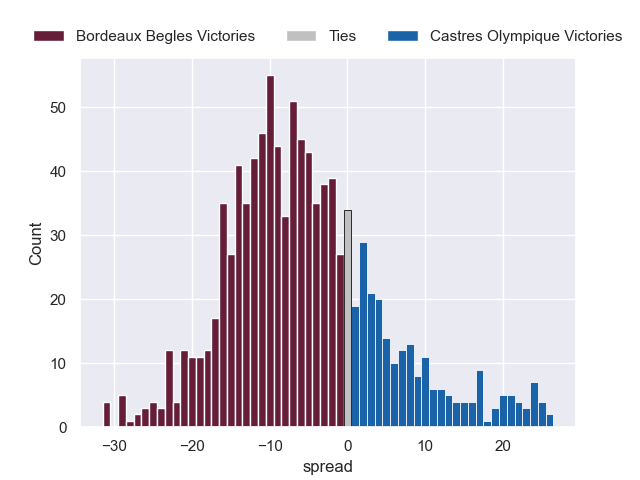 Bordeaux Begles Victories Ties Castres Olympique Victories
50
40
30
20
10
0
Count
−30 −20 −10 0 10 20
spread